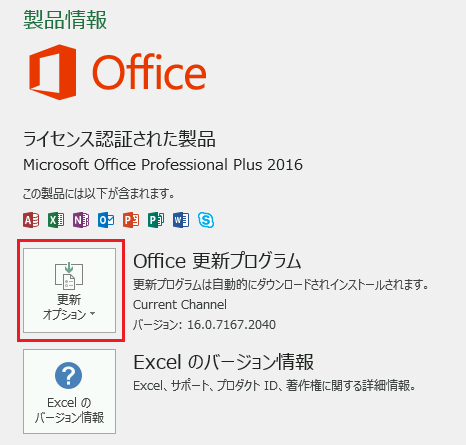 製品情報
Office
ライセンス認証された製品
Microsoft Office Professional Plus 2016
この製品には以下が含まれます。
Office 更新プログラム
更新プログラムは自動的にダウンロードされインストールされます。
Current Channel
バージョン: 16.0.7167.2040
更新
オプション
Excel のバージョン情報
Excel、サポート、プロダクト ID、著作権に関する詳細情報。
Excel の
バージョン情報